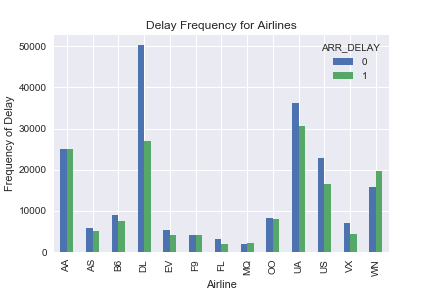 Delay Frequency for Airlines
ARR_DELAY
0
1
Frequency of Delay
50000
40000
30000
20000
10000
0
AA AS B6 DL EV F9 FL MQ OO UA US VX WN
Airline